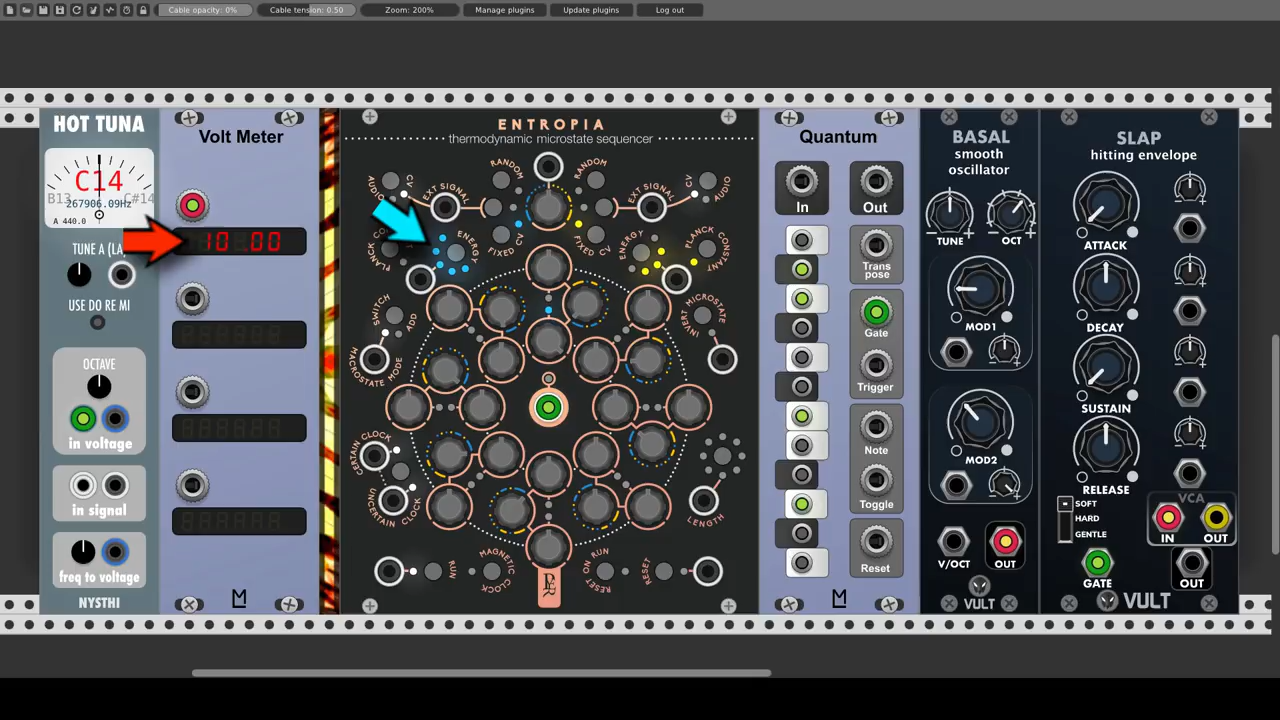 Cable opacity: 0%
Cable tension: 0.50
Zoom: 200%
Manage plugins
Update plugins
Log out
HOT TUNA
C14
B13
C#14
267906.09Hz
A 440.0
TUNE A (LA)
USE DO RE MI
OCTAVE
in voltage
in signal
freq to voltage
NYSTHI
Volt Meter
10.00
ENTROPIA
thermodynamic microstate sequencer
AUDIO
CV
EXT SIGNAL
RANDOM
RANDOM
EXT SIGNAL
CV
AUDIO
ENERGY
FIXED
CV
FIXED
CV
ENERGY
PLANCK CONSTANT
SWITCH
ADD
MACROSTATE MODE
INVERT MICROSTATE
CERTAIN CLOCK
UNCERTAIN CLOCK
LENGTH
RUN
MAGNETIC CLOCK
RESET ON RUN
RESET
Quantum
In
Out
Trans
pose
Gate
Trigger
Note
Toggle
Reset
BASAL
smooth
oscillator
TUNE
OCT
MOD1
MOD2
V/OCT
OUT
VULT
SLAP
hitting envelope
ATTACK
DECAY
SUSTAIN
RELEASE
SOFT
HARD
GENTLE
VCA
IN
OUT
GATE
OUT
VULT